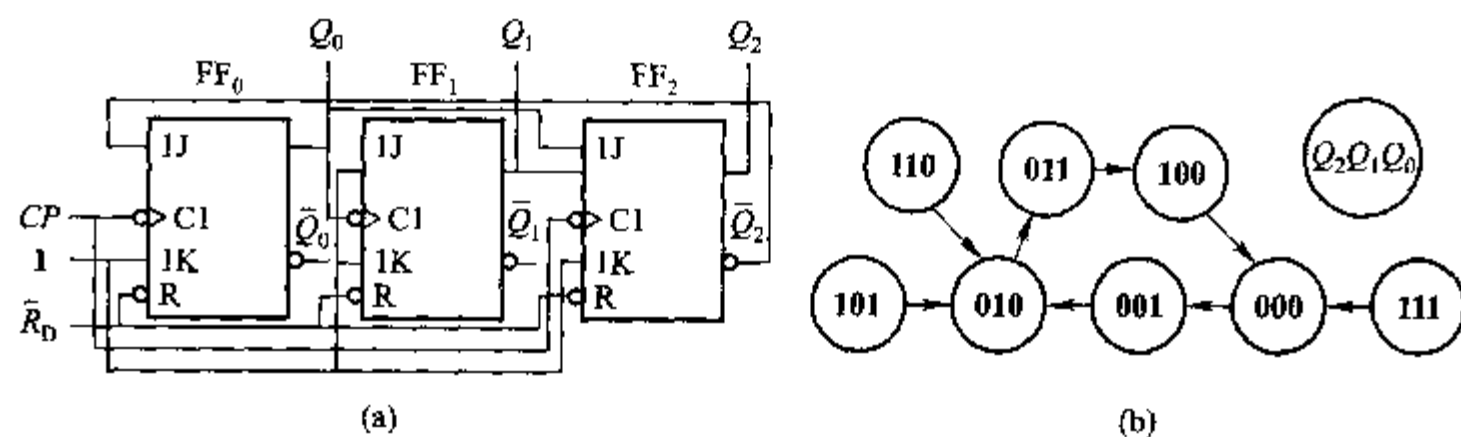 Q₀ Q₁ Q₂
FF₀ FF₁ FF₂
1J 1J 1J
CP C1 Q̄₀ C1 Q̄₁ C1 Q̄₂
1 1K 1K 1K
R̄_D R R R
(a)
110 011 100 Q₂Q₁Q₀
101 010 001 000 111
(b)